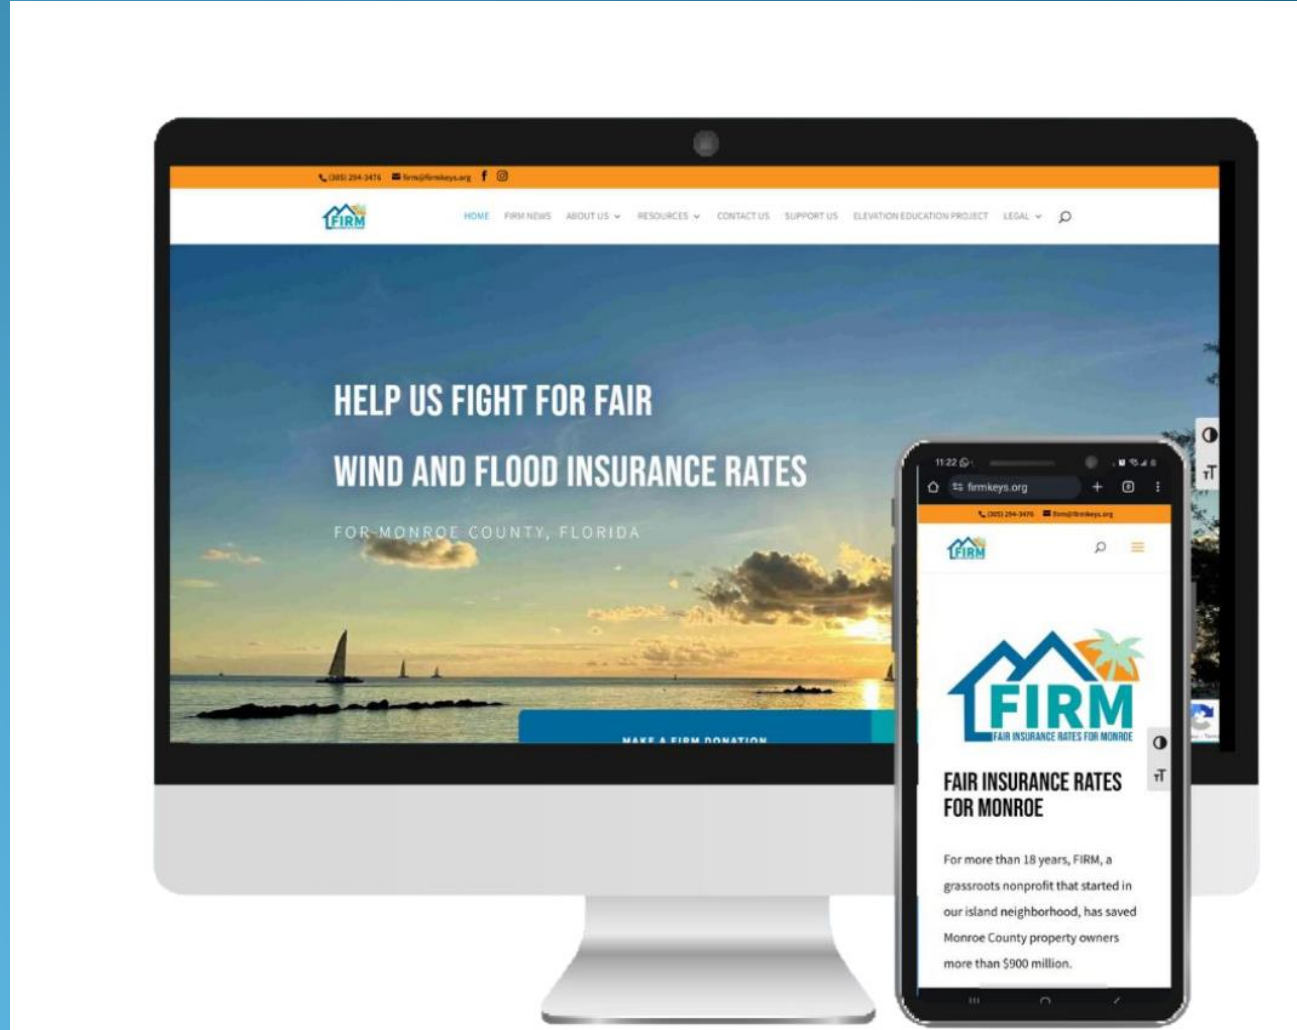 (305) 294-3476 firm@firmkeys.org
FIRM
HOME FIRM NEWS ABOUT US RESOURCES CONTACT US SUPPORT US ELEVATION EDUCATION PROJECT LEGAL
HELP US FIGHT FOR FAIR
WIND AND FLOOD INSURANCE RATES
FOR MONROE COUNTY, FLORIDA
TT
MAKE A FIRM DONATION
11:22
firmkeys.org
(305) 294-3476 firm@firmkeys.org
FIRM
FIRM
FAIR INSURANCE RATES FOR MONROE
TT
FAIR INSURANCE RATES
FOR MONROE
For more than 18 years, FIRM, a
grassroots nonprofit that started in
our island neighborhood, has saved
Monroe County property owners
more than $900 million.